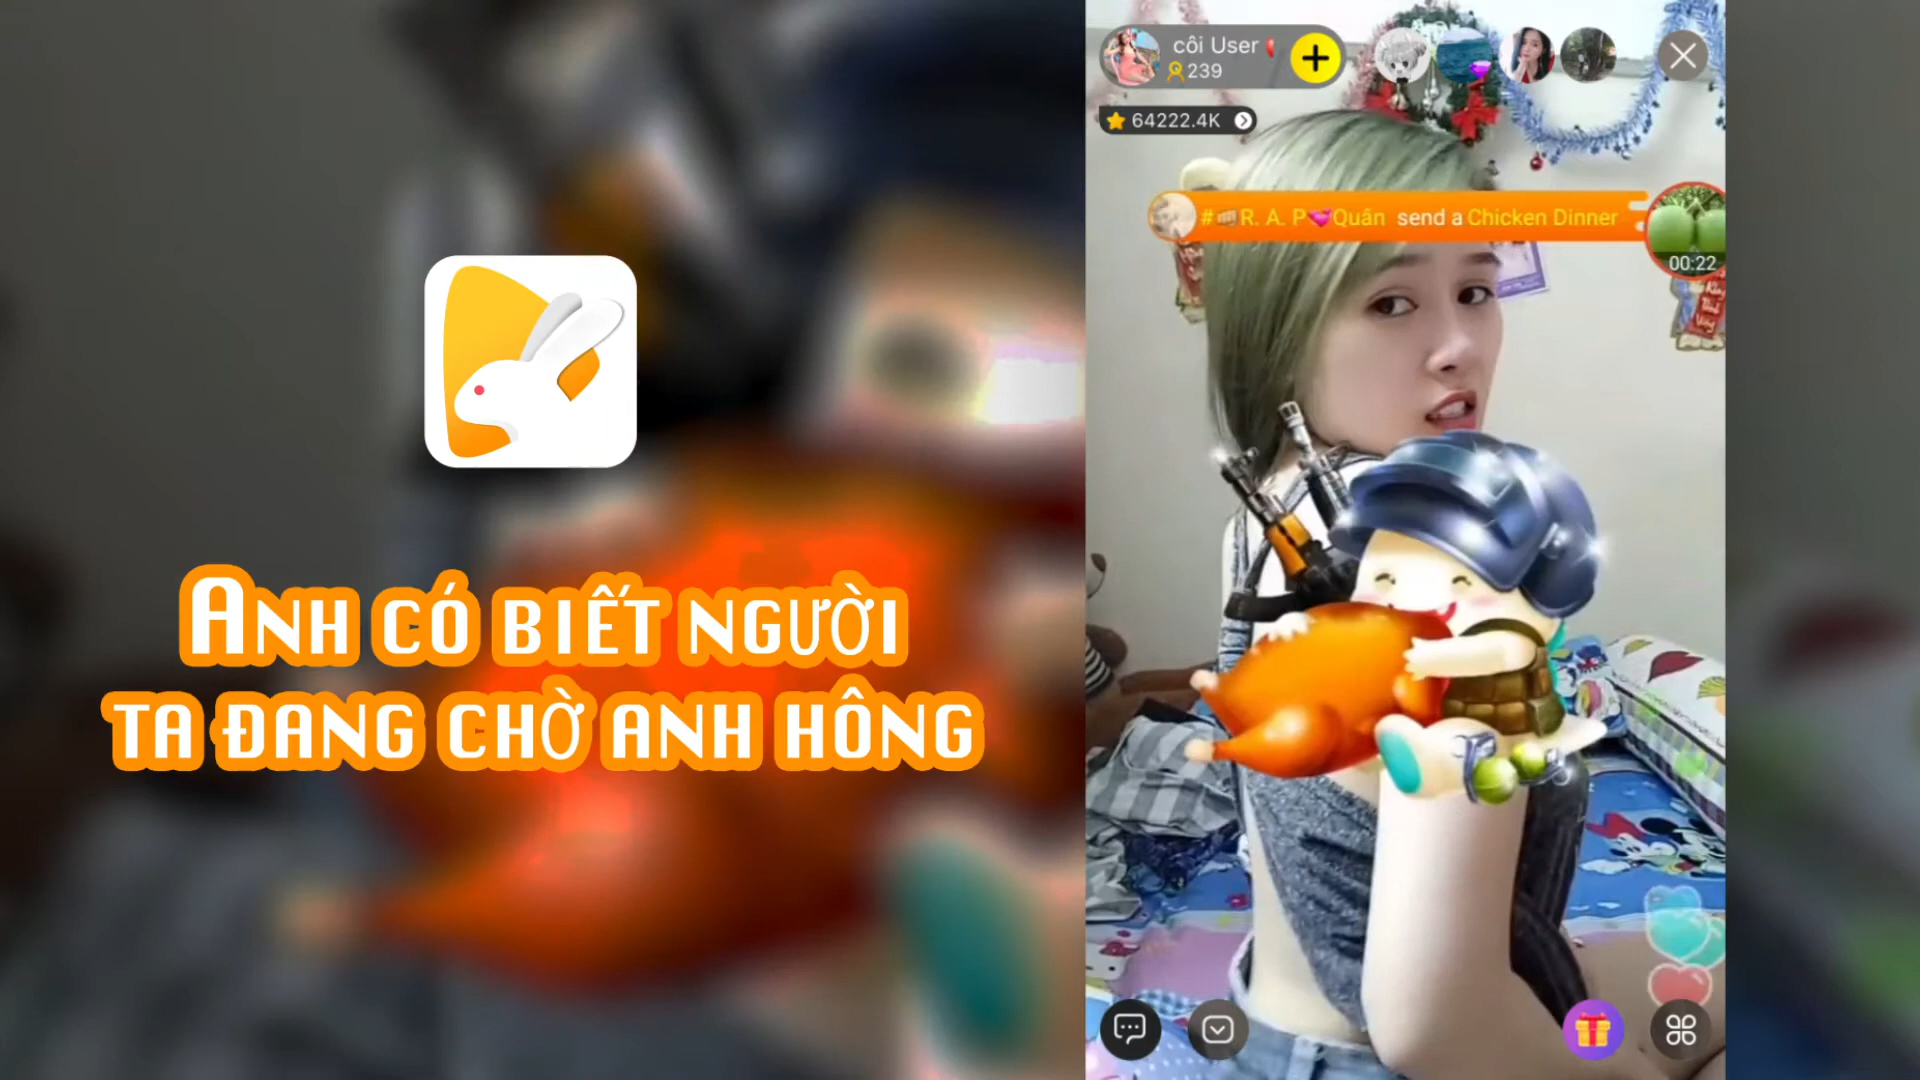 ANH CÓ BIẾT NGƯỜI
TA ĐANG CHỜ ANH HÔNG
côi User
239
64222.4K
#👊R. A. P💞Quân send a Chicken Dinner
00:22